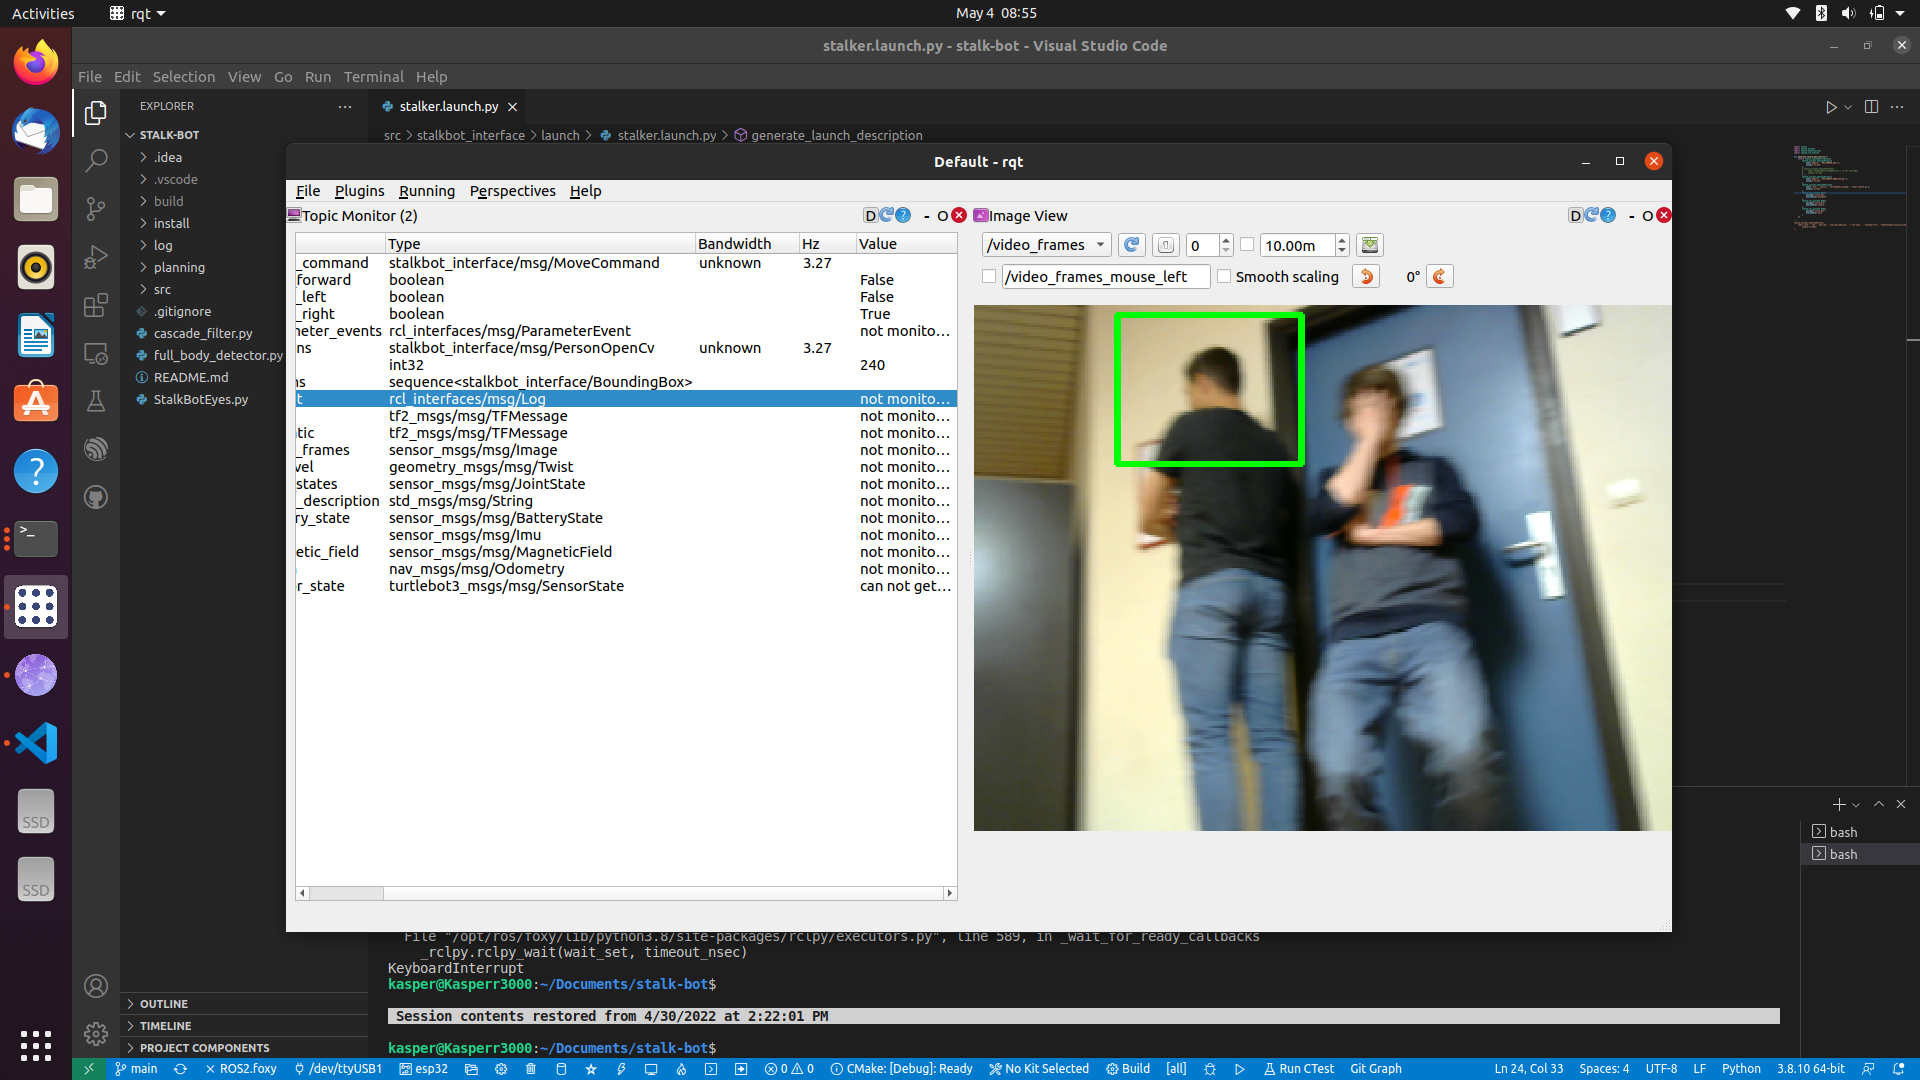 Activities
rqt
May 4 08:55
stalker.launch.py - stalk-bot - Visual Studio Code
File Edit Selection View Go Run Terminal Help
EXPLORER
stalker.launch.py
STALK-BOT
src > stalkbot_interface > launch > stalker.launch.py > generate_launch_description
.idea
.vscode
build
install
log
planning
src
.gitignore
cascade_filter.py
full_body_detector.py
README.md
StalkBotEyes.py
OUTLINE
TIMELINE
PROJECT COMPONENTS
Default - rqt
File Plugins Running Perspectives Help
Topic Monitor (2)
D - O
Type Bandwidth Hz Value
_command stalkbot_interface/msg/MoveCommand unknown 3.27
forward boolean False
_left boolean False
_right boolean True
neter_events rcl_interfaces/msg/ParameterEvent not monito...
ns stalkbot_interface/msg/PersonOpenCv unknown 3.27
int32 240
ns sequence<stalkbot_interface/BoundingBox>
t rcl_interfaces/msg/Log not monito...
tf2_msgs/msg/TFMessage not monito...
tic tf2_msgs/msg/TFMessage not monito...
_frames sensor_msgs/msg/Image not monito...
vel geometry_msgs/msg/Twist not monito...
states sensor_msgs/msg/JointState not monito...
_description std_msgs/msg/String not monito...
ry_state sensor_msgs/msg/BatteryState not monito...
sensor_msgs/msg/Imu not monito...
etic_field sensor_msgs/msg/MagneticField not monito...
nav_msgs/msg/Odometry not monito...
r_state turtlebot3_msgs/msg/SensorState can not get...
Image View
D - O
/video_frames 0 10.00m
/video_frames_mouse_left Smooth scaling 0°
File "/opt/ros/foxy/lib/python3.8/site-packages/rclpy/executors.py", line 589, in _wait_for_ready_callbacks
_rclpy.rclpy_wait(wait_set, timeout_nsec)
KeyboardInterrupt
kasper@Kasperr3000:~/Documents/stalk-bot$
Session contents restored from 4/30/2022 at 2:22:01 PM
kasper@Kasperr3000:~/Documents/stalk-bot$
bash
bash
SSD
SSD
main ROS2.foxy /dev/ttyUSB1 esp32 0 0 CMake: [Debug]: Ready No Kit Selected Build [all] Run CTest Git Graph Ln 24, Col 33 Spaces: 4 UTF-8 LF Python 3.8.10 64-bit